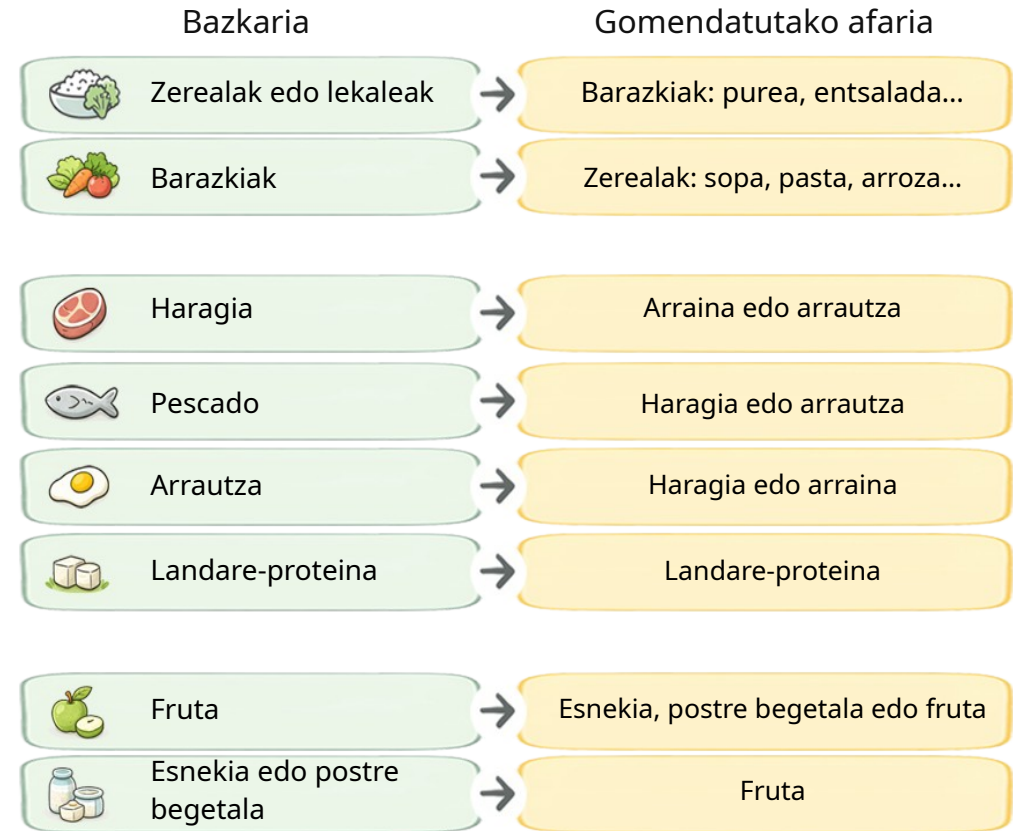 Bazkaria
Gomendatutako afaria
Zerealak edo lekaleak
Barazkiak: purea, entsalada...
Barazkiak
Zerealak: sopa, pasta, arroza...
Haragia
Arraina edo arrautza
Pescado
Haragia edo arrautza
Arrautza
Haragia edo arraina
Landare-proteina
Landare-proteina
Fruta
Esnekia, postre begetala edo fruta
Esnekia edo postre
begetala
Fruta